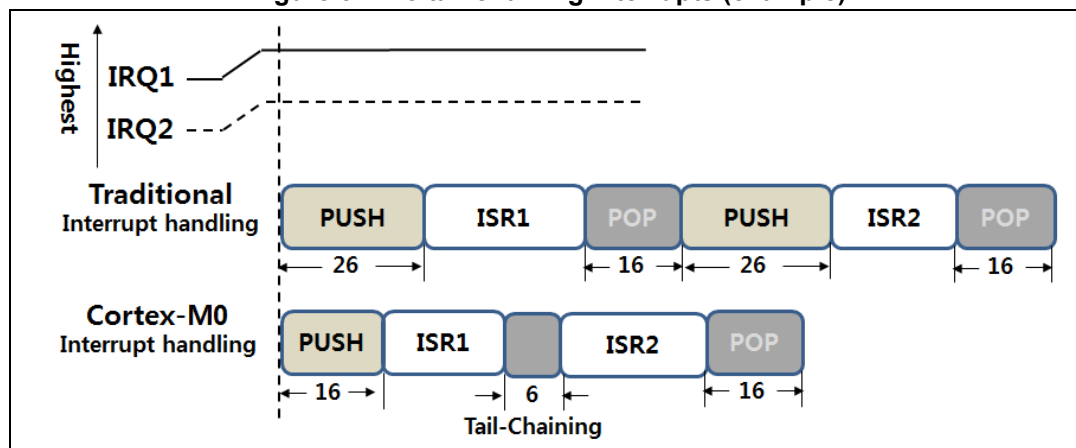 Highest
IRQ1
IRQ2
Traditional
Interrupt handling
PUSH ISR1 POP PUSH ISR2 POP
26 16 26 16
Cortex-M0
Interrupt handling
PUSH ISR1 ISR2 POP
16 6 16
Tail-Chaining